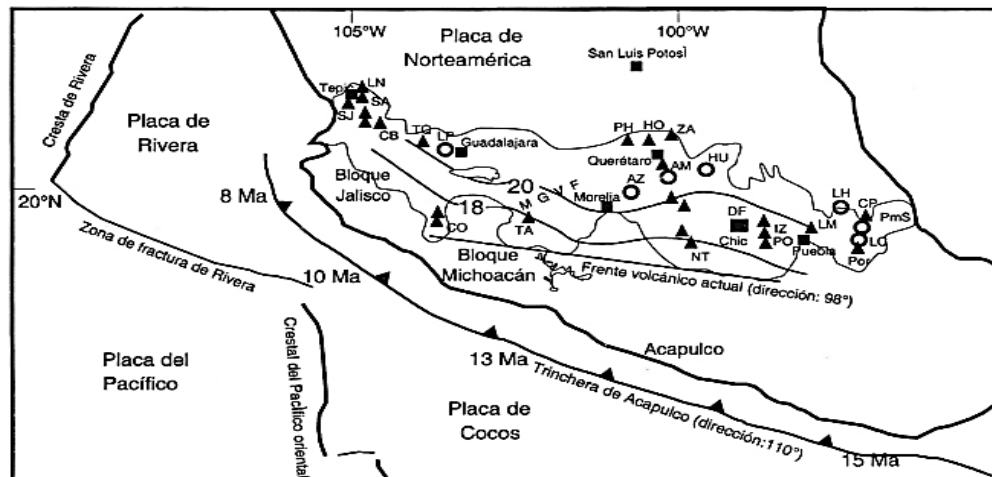 105°W
100°W
Placa de
Norteamérica
San Luis Potosí
Cresta de Rivera
Placa de
Rivera
Tepic
LN
SA
SJ
CB
TG
LP
Guadalajara
PH
HO
ZA
Querétaro
AM
HU
AZ
Bloque
Jalisco
20
MGVF
Morelia
LH
CP
PmS
20°N
8 Ma
18
CO
TA
DF
Chic
IZ
PO
LM
Puebla
LC
Por
NT
Zona de fractura de Rivera
10 Ma
Bloque
Michoacán
Frente volcánico actual (dirección: 98°)
Placa del
Pacífico
Crestal del Pacífico oriental
13 Ma
Acapulco
Trinchera de Acapulco (dirección:110°)
Placa de
Cocos
15 Ma